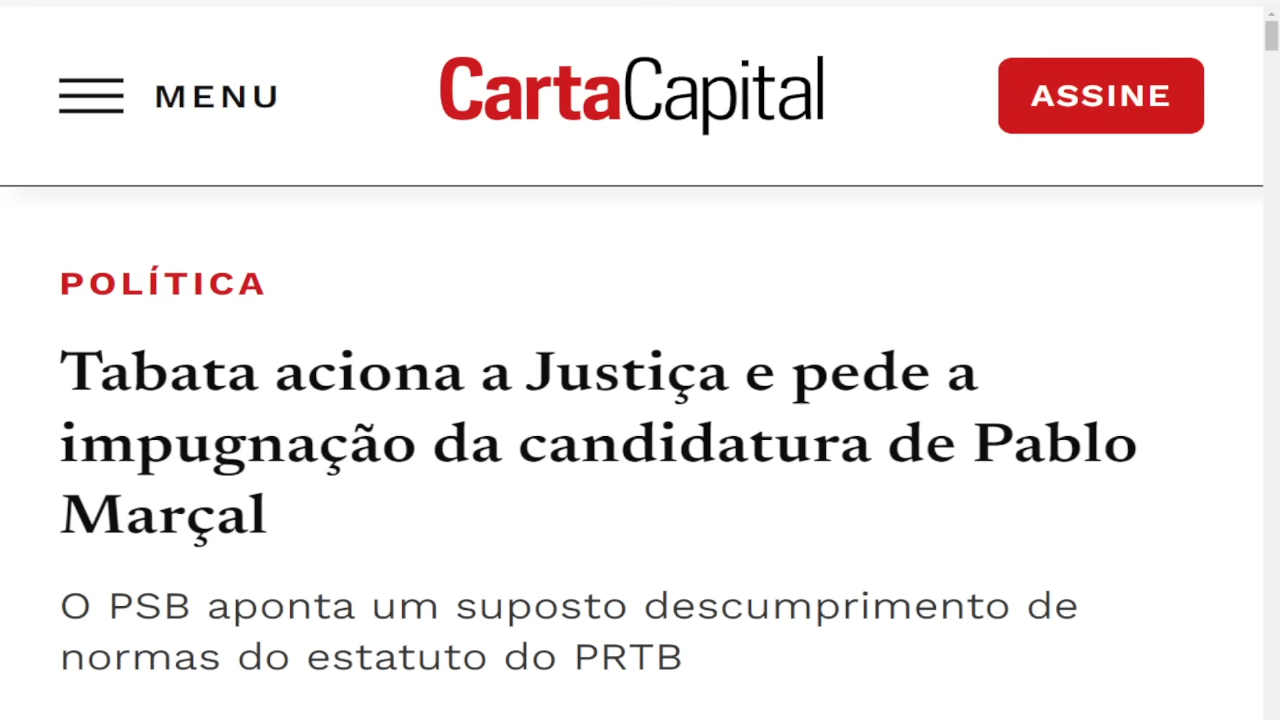 MENU
CartaCapital
ASSINE
POLÍTICA
Tabata aciona a Justiça e pede a
impugnação da candidatura de Pablo
Marçal
O PSB aponta um suposto descumprimento de
normas do estatuto do PRTB